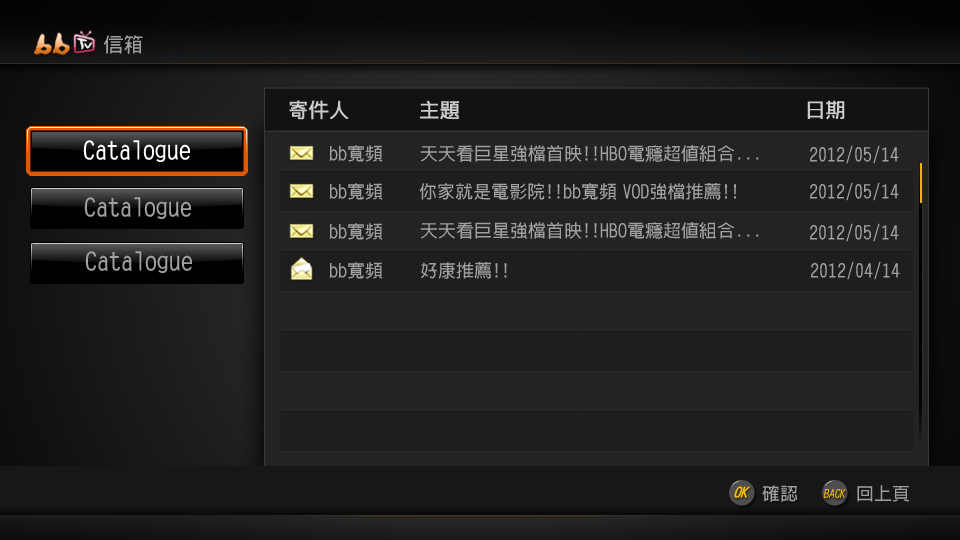 bb TV 信箱
Catalogue
Catalogue
Catalogue
寄件人 主題 日期
bb寬頻 天天看巨星強檔首映!!HBO電癮超值組合... 2012/05/14
bb寬頻 你家就是電影院!!bb寬頻 VOD強檔推薦!! 2012/05/14
bb寬頻 天天看巨星強檔首映!!HBO電癮超值組合... 2012/05/14
bb寬頻 好康推薦!! 2012/04/14
OK 確認 BACK 回上頁